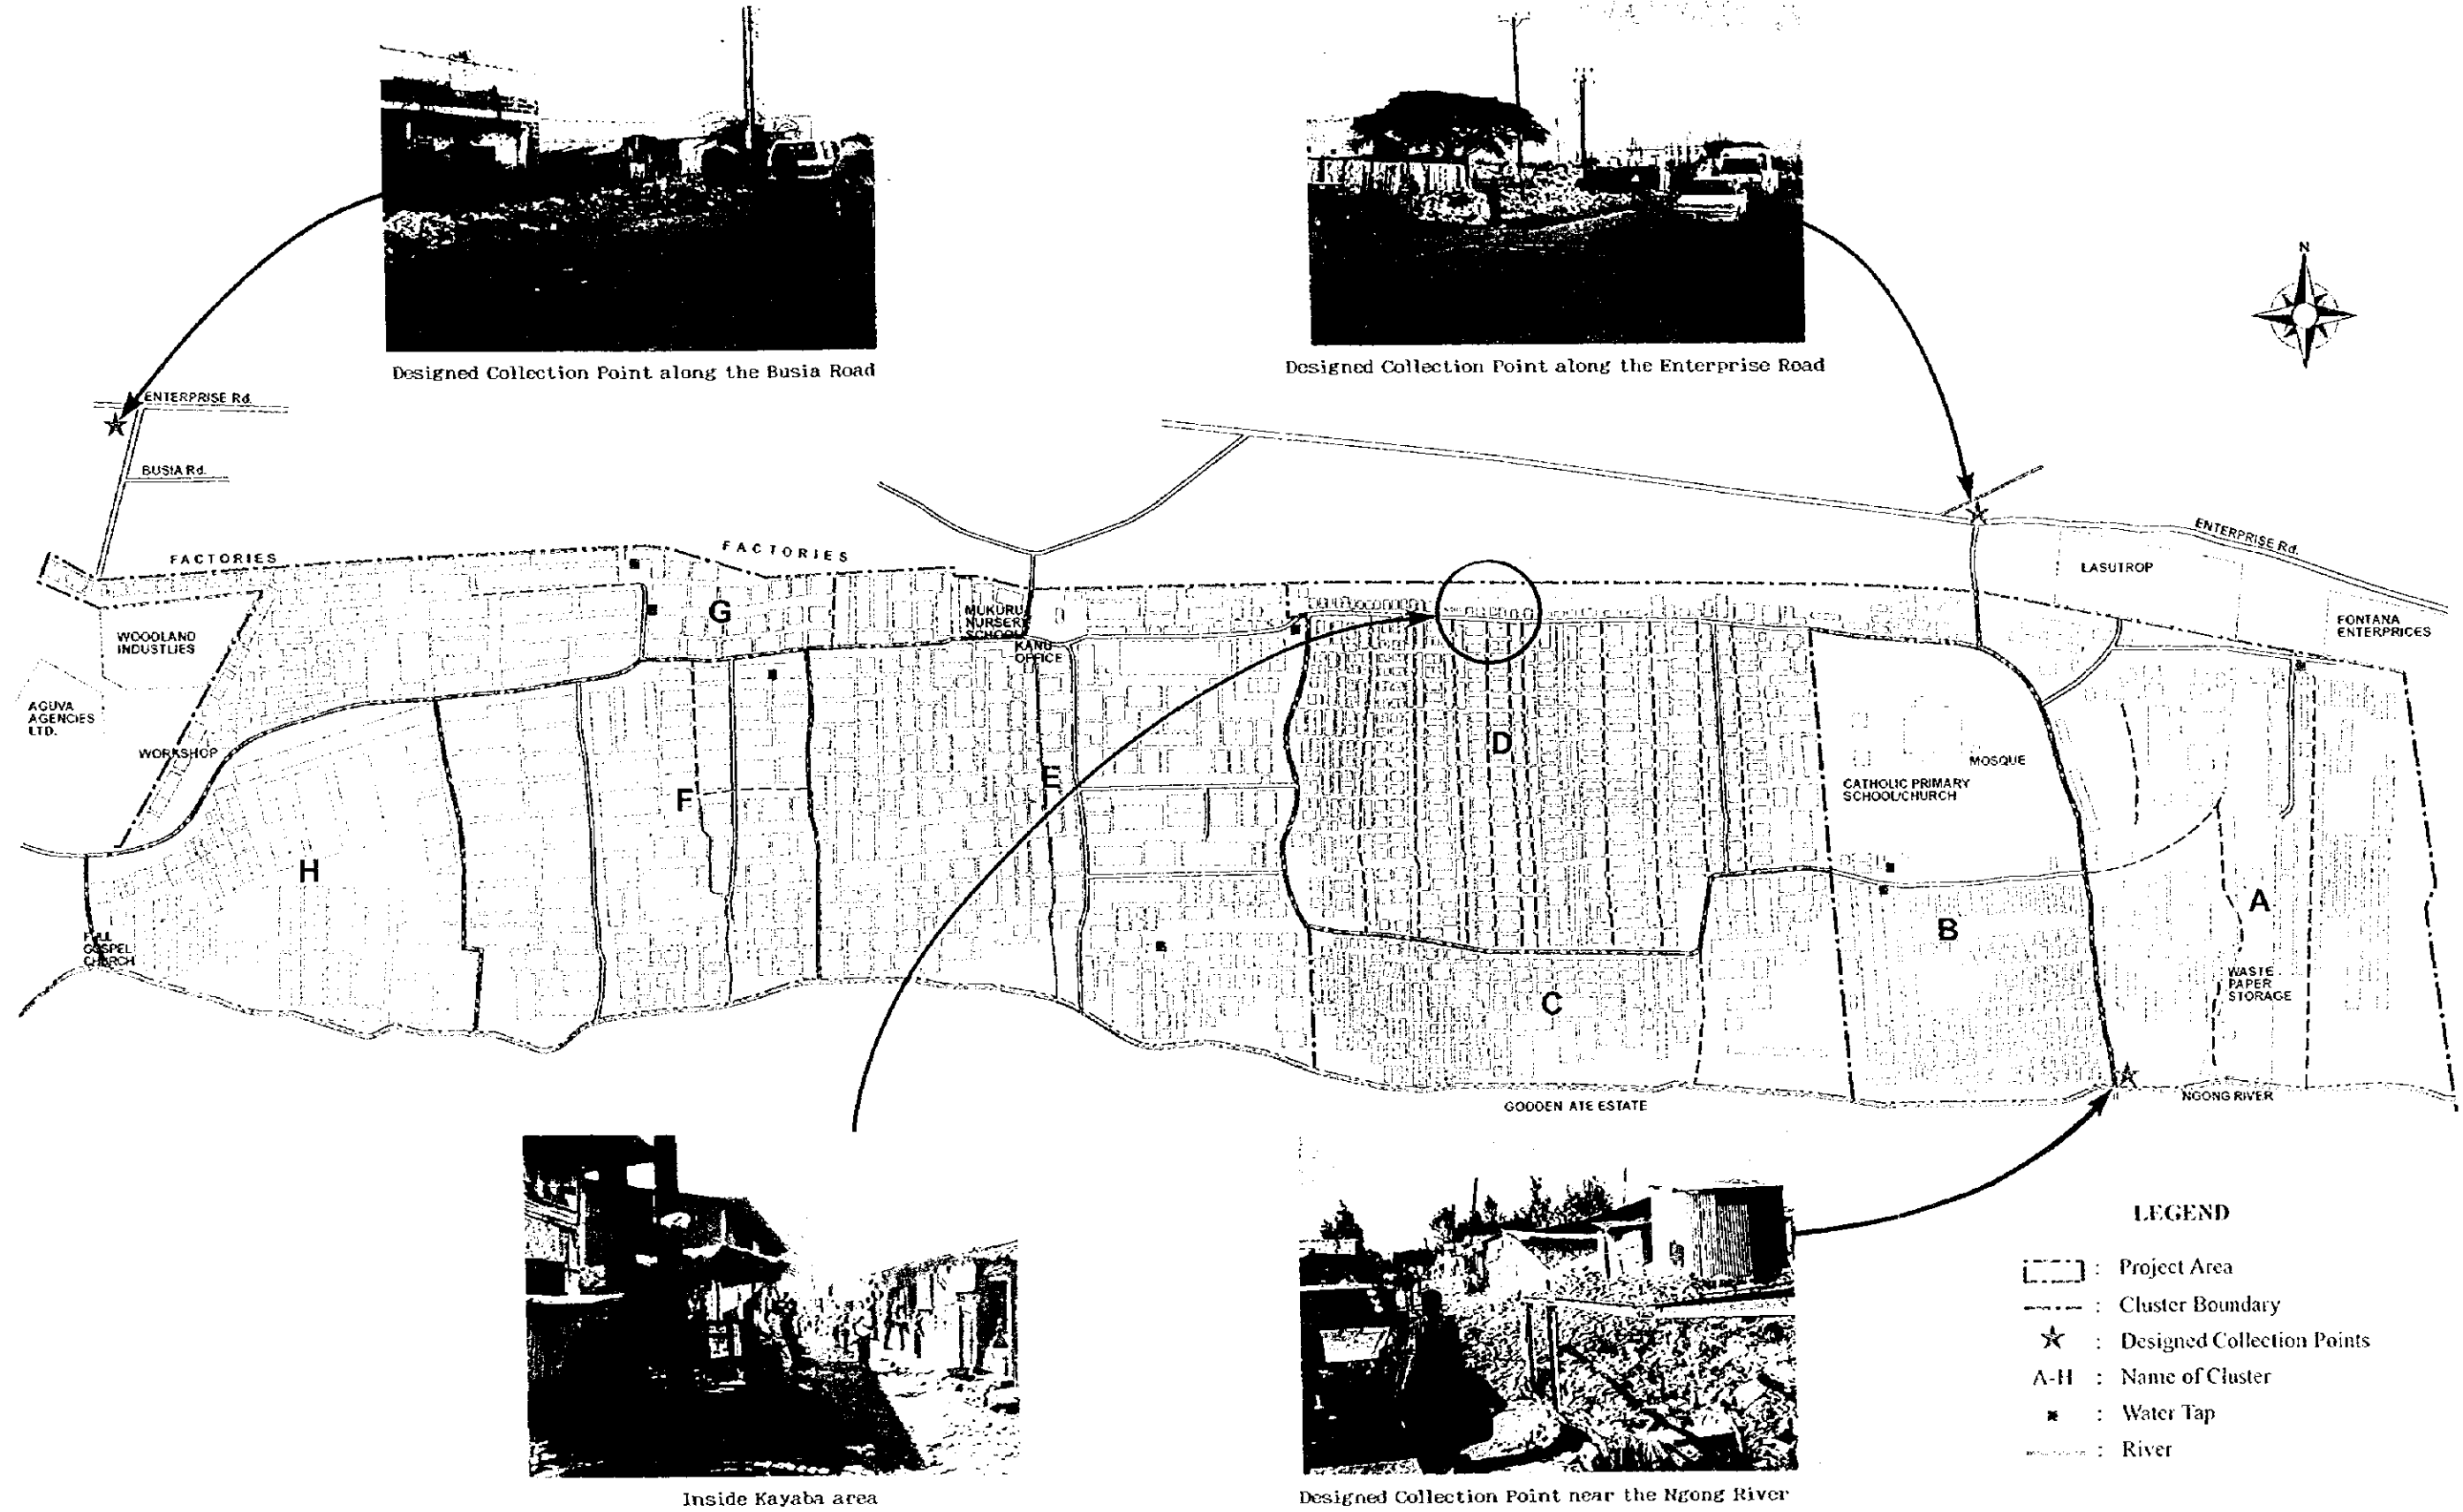 Designed Collection Point along the Busia Road
Designed Collection Point along the Enterprise Road
N
ENTERPRISE Rd.
BUSIA Rd.
ENTERPRISE Rd.
FACTORIES
FACTORIES
LASUTROP
FONTANA
ENTERPRICES
WOOODLAND
INDUSTLIES
G
MUKURU
NURSERY
SCHOOL
KANU
OFFICE
AGUVA
AGENCIES
LTD.
WORKSHOP
D
MOSQUE
CATHOLIC PRIMARY
SCHOOL/CHURCH
E
F
H
A
B
FULL
GOSPEL
CHURCH
WASTE
PAPER
STORAGE
C
GODDEN ATE ESTATE
NGONG RIVER
LEGEND
: Project Area
: Cluster Boundary
: Designed Collection Points
A-H : Name of Cluster
: Water Tap
: River
Inside Kayaba area
Designed Collection Point near the Ngong River